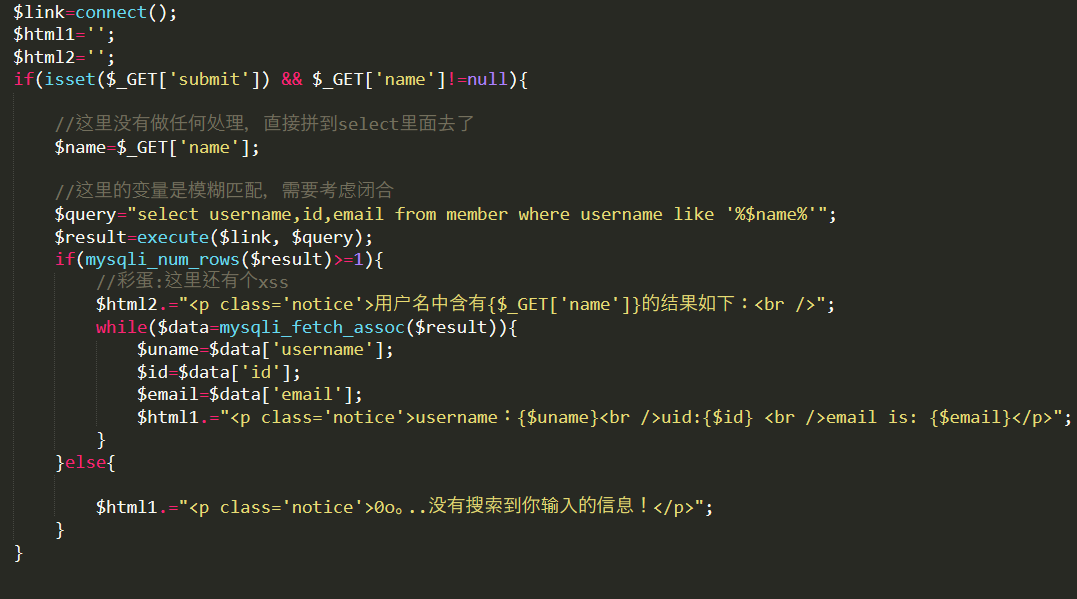 $link=connect();
$html1='';
$html2='';
if(isset($_GET['submit']) && $_GET['name']!=null){
//这里没有做任何处理，直接拼到select里面去了
$name=$_GET['name'];
//这里的变量是模糊匹配，需要考虑闭合
$query="select username,id,email from member where username like '%$name%'";
$result=execute($link, $query);
if(mysqli_num_rows($result)>=1){
//彩蛋:这里还有个xss
$html2.="<p class='notice'>用户名中含有{$_GET['name']}的结果如下：<br />";
while($data=mysqli_fetch_assoc($result)){
$uname=$data['username'];
$id=$data['id'];
$email=$data['email'];
$html1.="<p class='notice'>username：{$uname}<br />uid:{$id} <br />email is: {$email}</p>";
}
}else{
$html1.="<p class='notice'>0o。..没有搜索到你输入的信息！</p>";
}
}